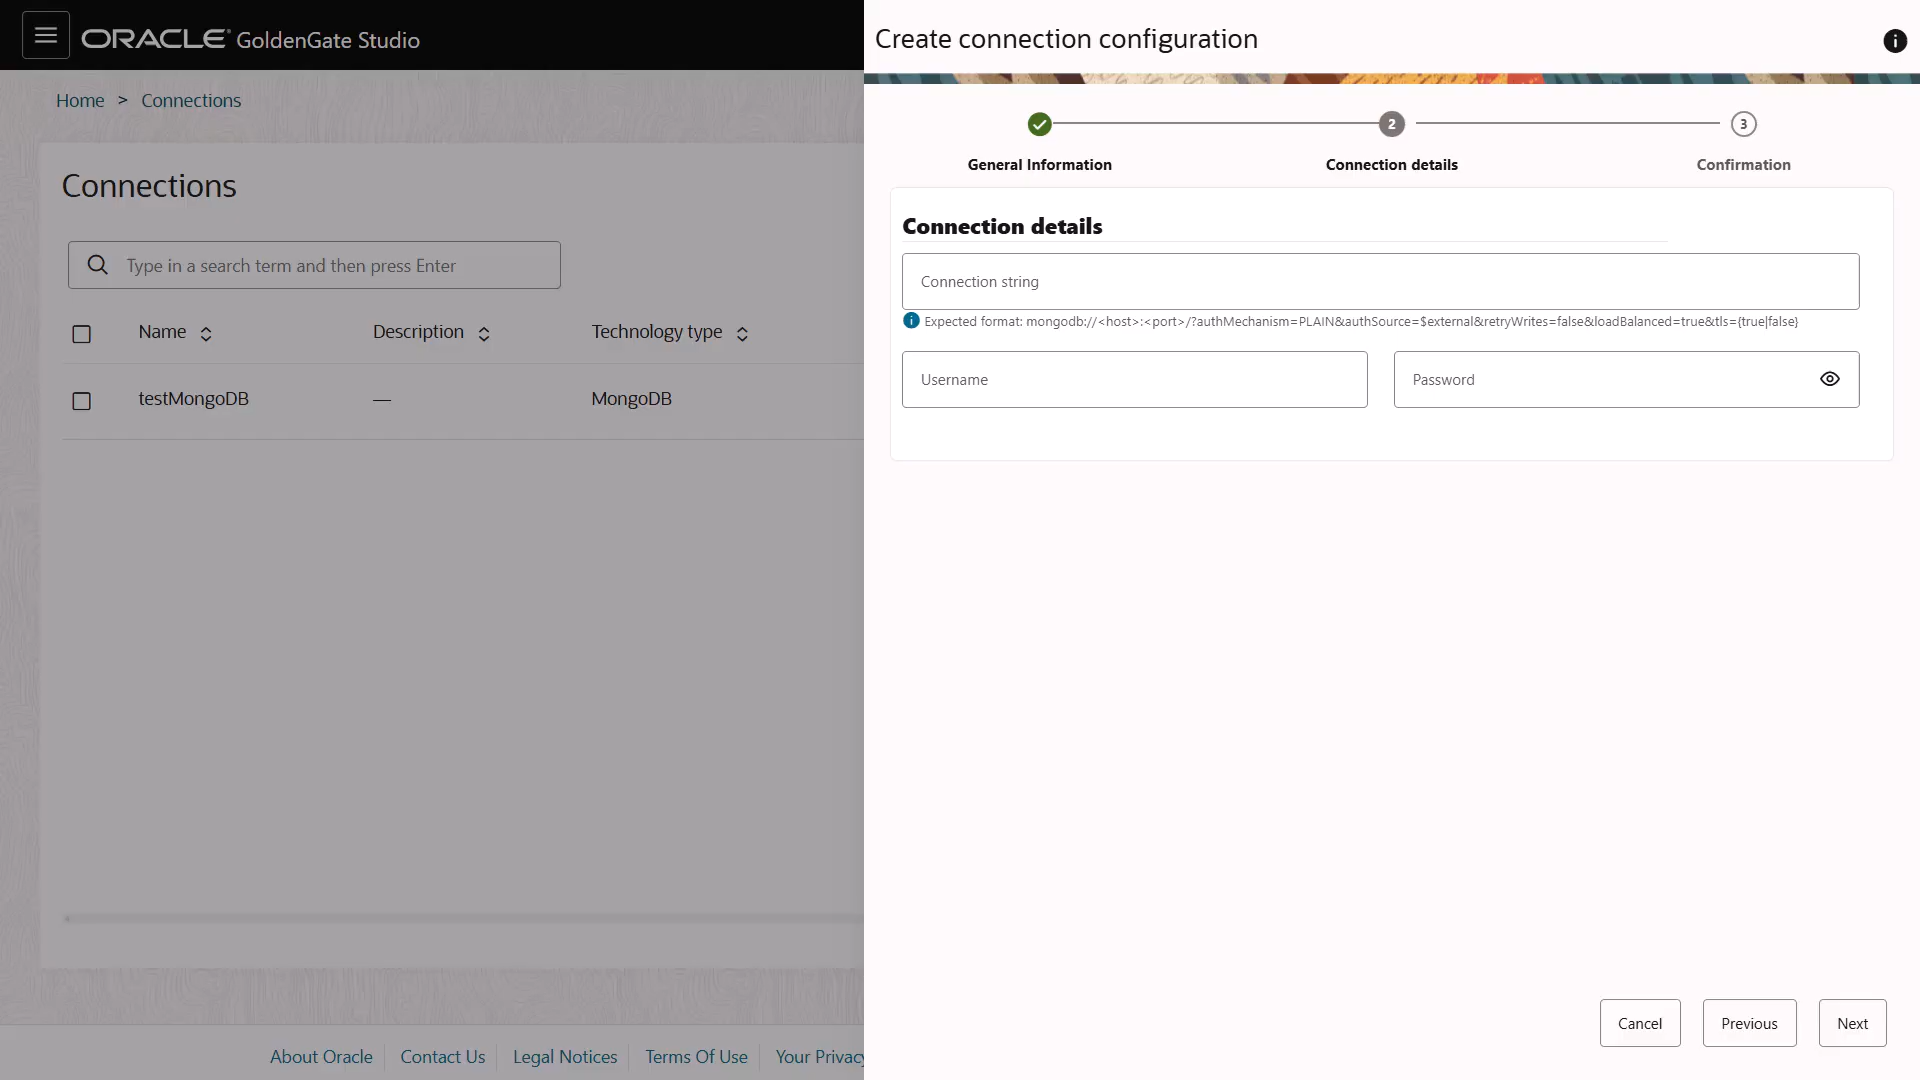 ORACLE GoldenGate Studio
Home > Connections
Connections
Type in a search term and then press Enter
Name Description Technology type
testMongoDB — MongoDB
About Oracle Contact Us Legal Notices Terms Of Use Your Privacy
Create connection configuration
2 3
General Information Connection details Confirmation
Connection details
Connection string
Expected format: mongodb://<host>:<port>/?authMechanism=PLAIN&authSource=$external&retryWrites=false&loadBalanced=true&tls={true|false}
Username Password
Cancel Previous Next